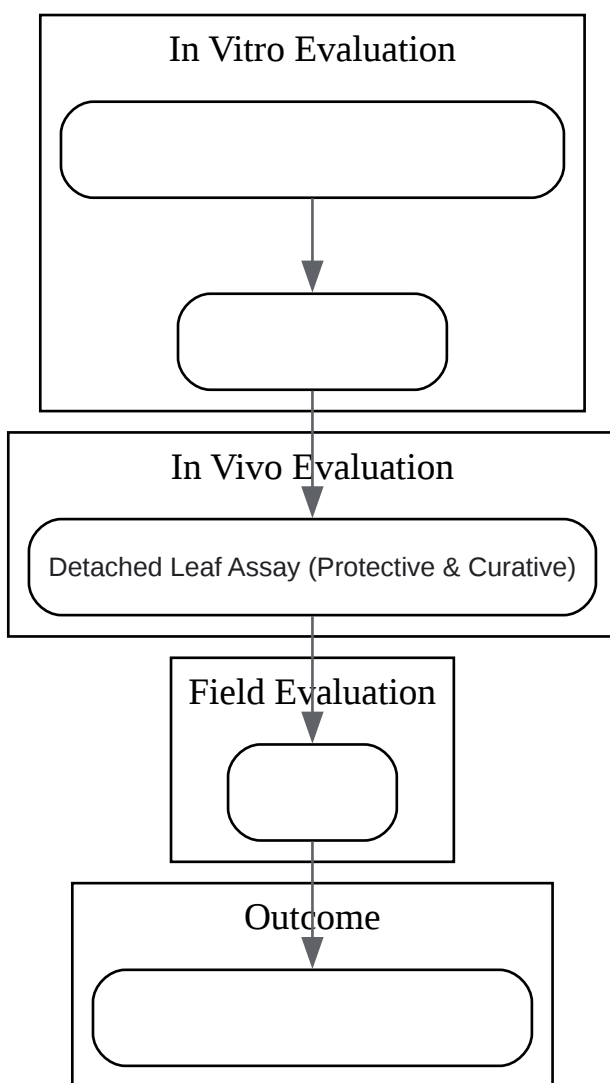 In Vitro Evaluation
In Vivo Evaluation
Detached Leaf Assay (Protective & Curative)
Field Evaluation
Outcome